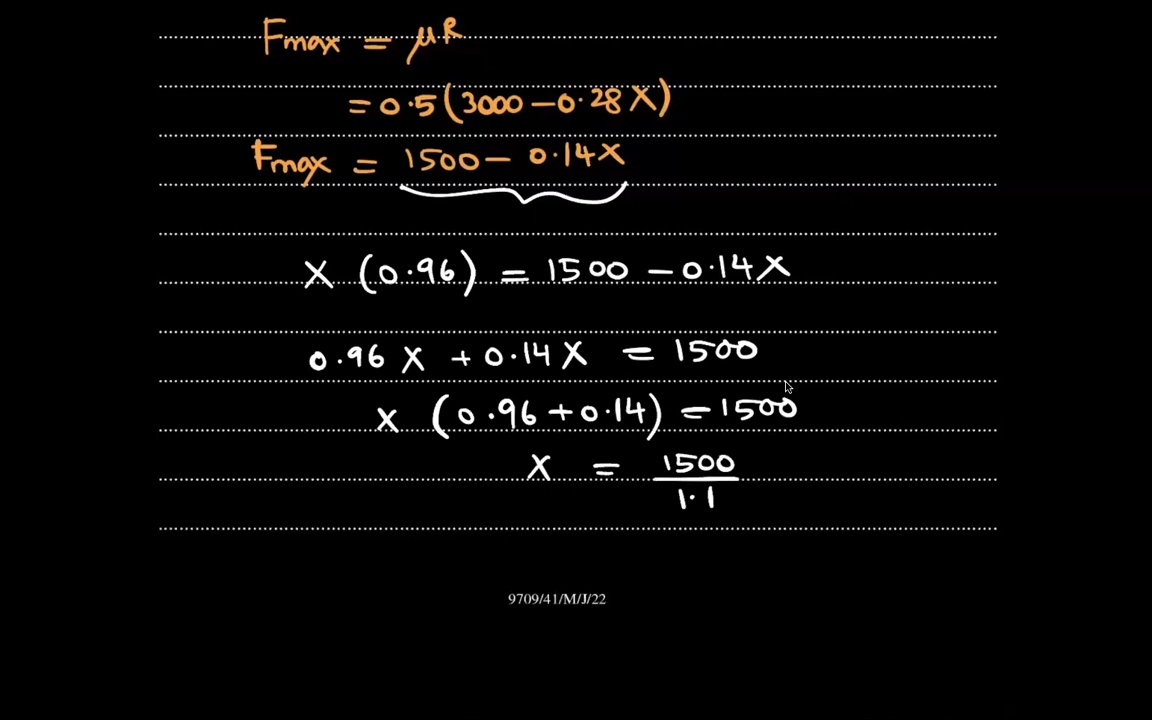 Fmax = μR
= 0.5(3000 - 0.28X)
Fmax = 1500 - 0.14X
X (0.96) = 1500 - 0.14X
0.96 X + 0.14X = 1500
X (0.96 + 0.14) = 1500
X = 1500/1.1
9709/41/M/J/22